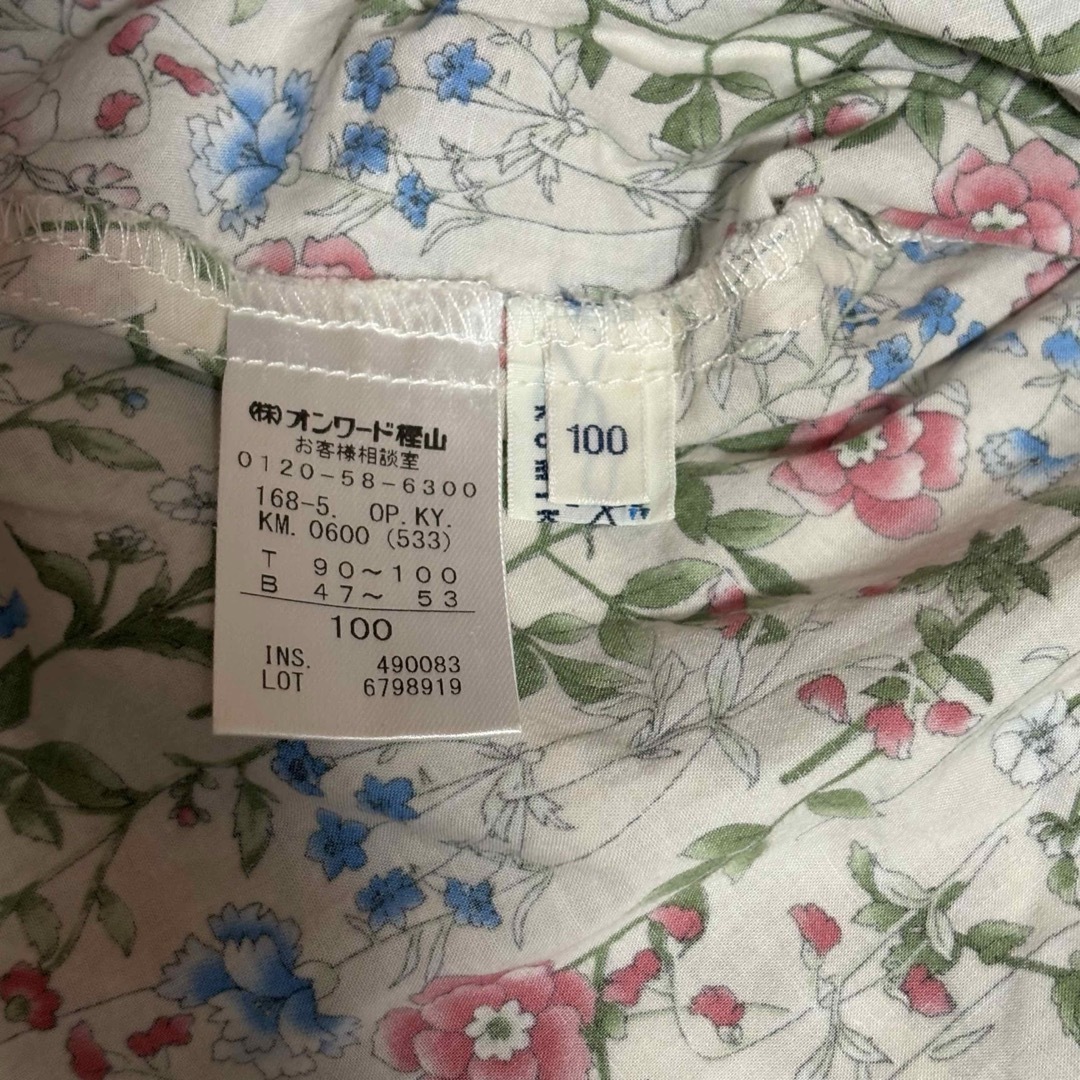 ㈱オンワード樫山
お客様相談室
0120-58-6300
168-5. OP.KY.
KM. 0600 (533)
T 90~100
B 47~ 53
100
INS. 490083
LOT 6798919
100